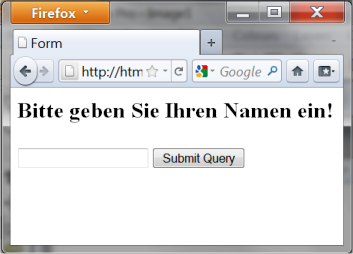 Firefox
Form
http://htm
Google
Bitte geben Sie Ihren Namen ein!
Submit Query